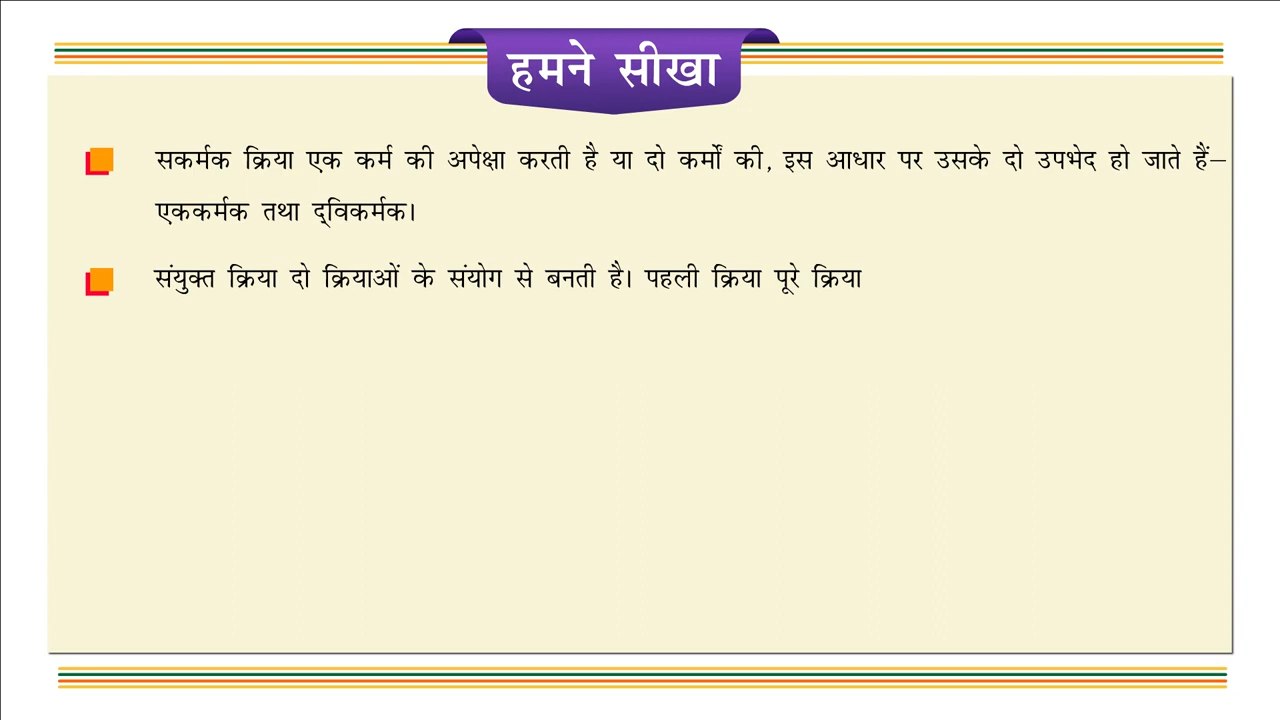 हमने सीखा
सकर्मक क्रिया एक कर्म की अपेक्षा करती है या दो कर्मों की, इस आधार पर उसके दो उपभेद हो जाते हैं–
एककर्मक तथा द्‌विकर्मक।
संयुक्त क्रिया दो क्रियाओं के संयोग से बनती है। पहली क्रिया पूरे क्रिया